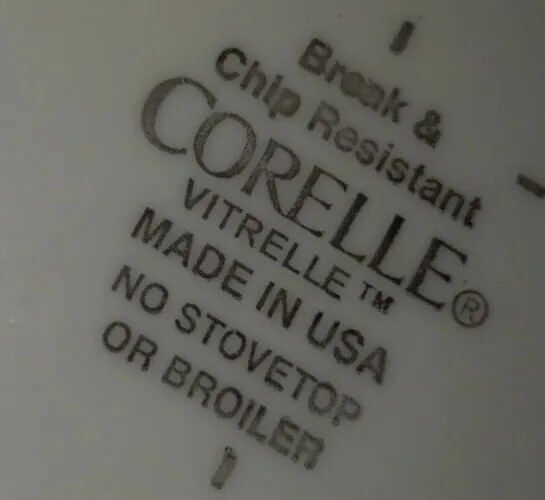 Break &
Chip Resistant
CORELLE®
VITRELLE™
MADE IN USA
NO STOVETOP
OR BROILER